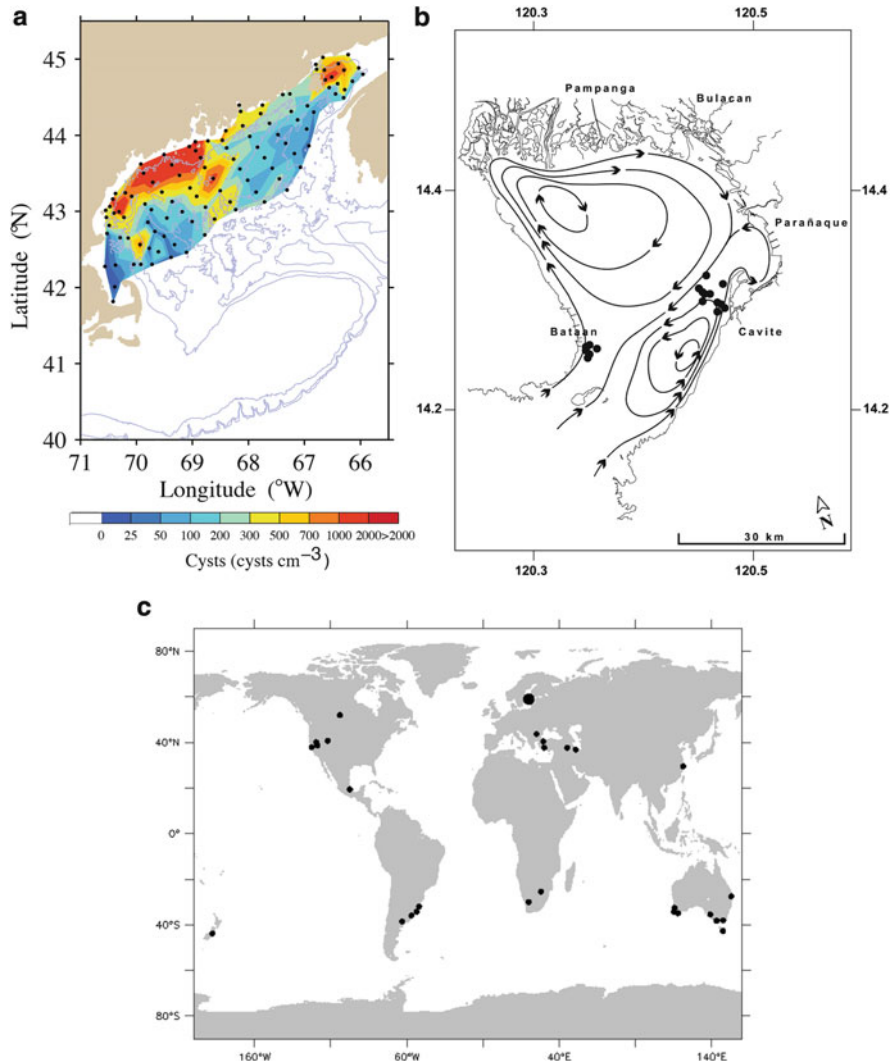 a
45
44
43
42
41
40
Latitude (°N)
71 70 69 68 67 66
Longitude (°W)
0 25 50 100 200 300 500 700 1000 2000 >2000
Cysts (cysts cm−3)
b
120.3 120.5
Pampanga
Bulacan
14.4 14.4
Parañaque
Bataan
Cavite
14.2 14.2
N
30 km
120.3 120.5
c
80°N
40°N
0°
40°S
80°S
160°W 60°W 40°E 140°E